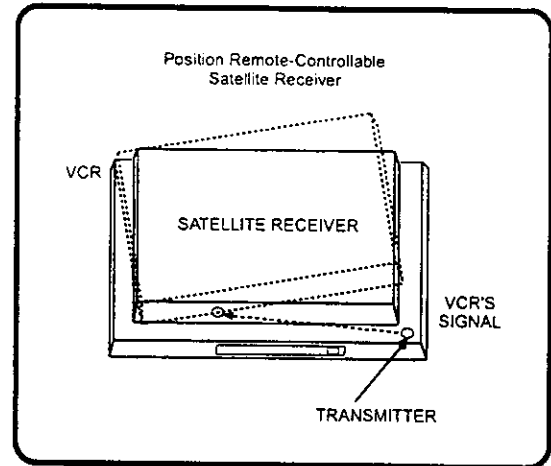 Position Remote-Controllable
Satellite Receiver
VCR
SATELLITE RECEIVER
VCR'S
SIGNAL
TRANSMITTER